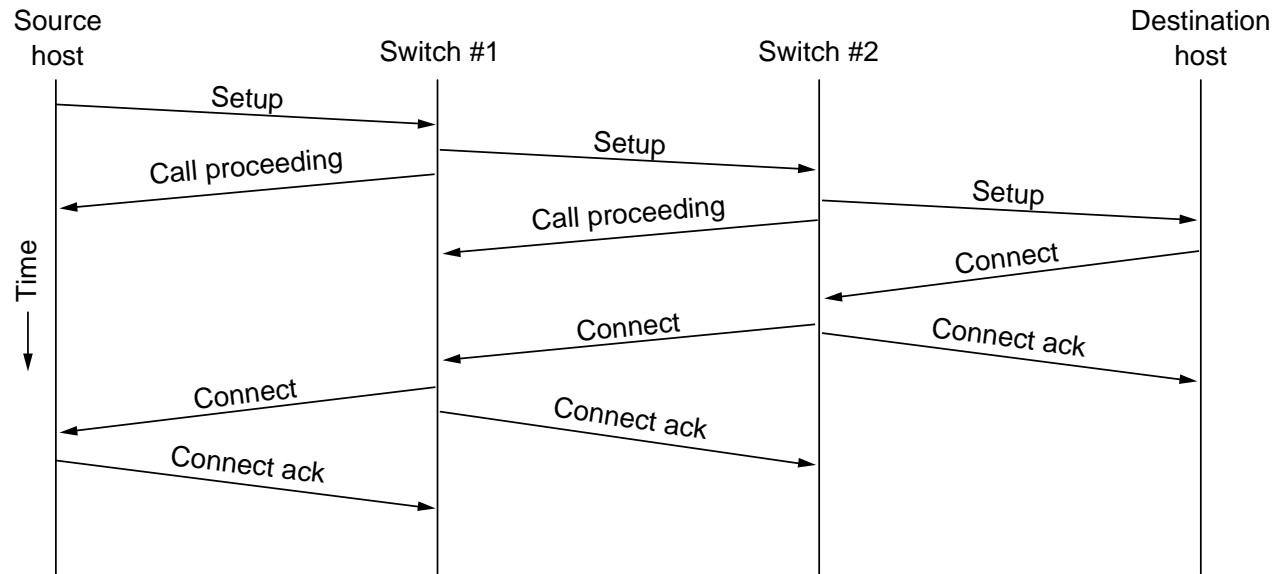 Source
host
Switch #1
Switch #2
Destination
host
Setup
Setup
Call proceeding
Setup
Call proceeding
Time
Connect
Connect
Connect ack
Connect
Connect ack
Connect ack